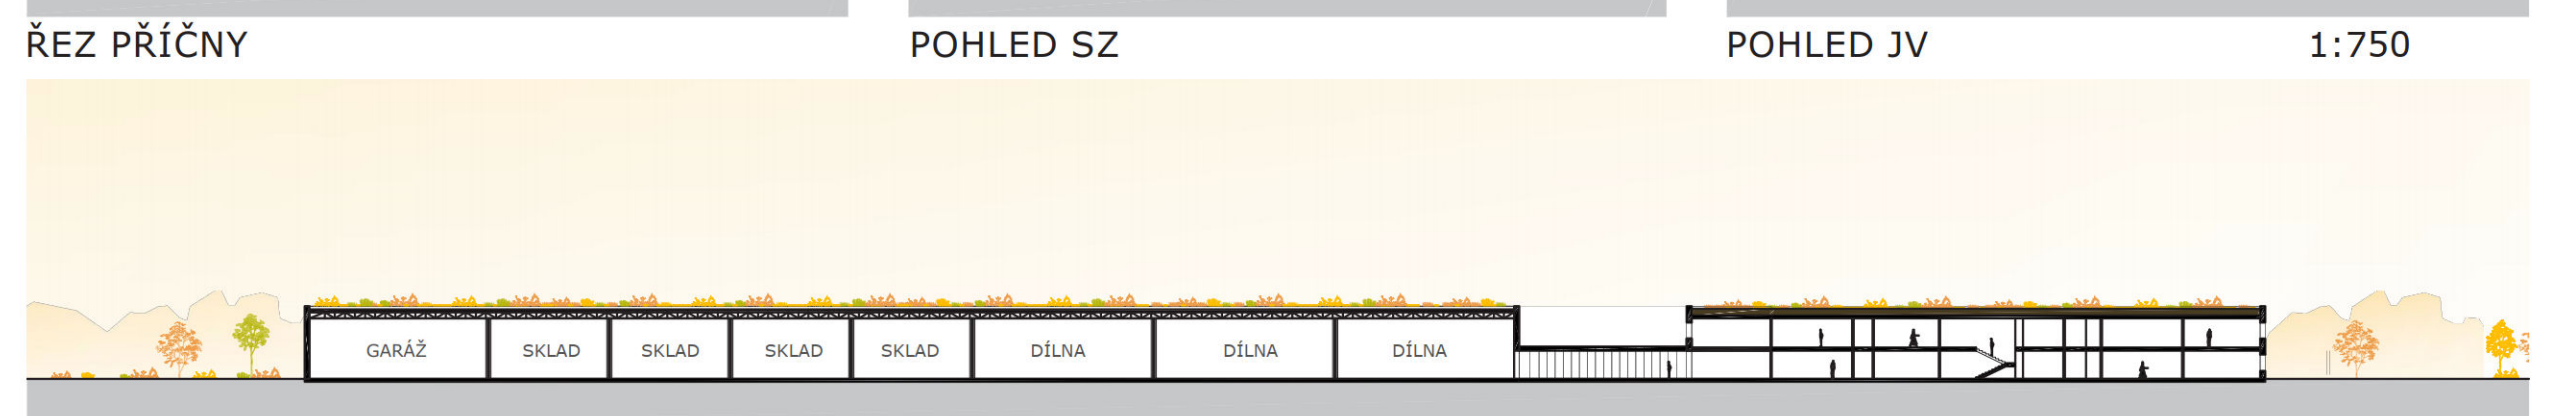 ŘEZ PŘÍČNY POHLED SZ POHLED JV 1:750
GARÁŽ SKLAD SKLAD SKLAD SKLAD DÍLNA DÍLNA DÍLNA